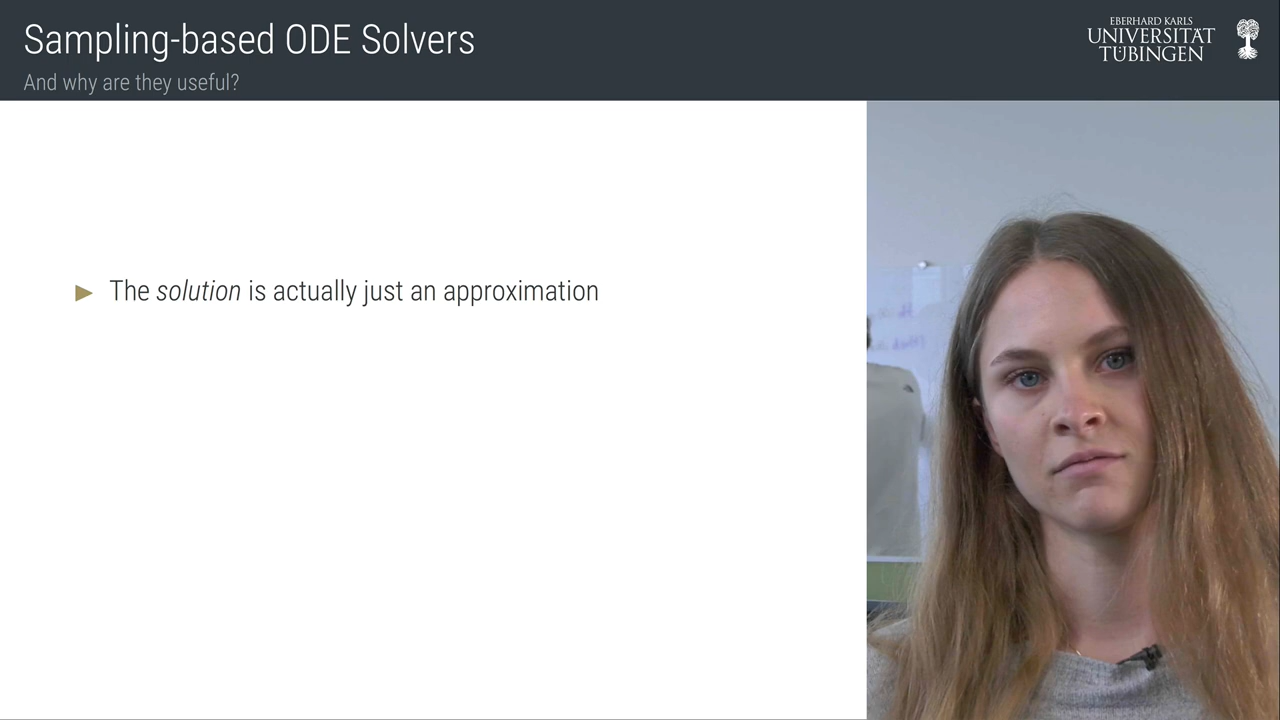 Sampling-based ODE Solvers
And why are they useful?
EBERHARD KARLS
UNIVERSITÄT
TÜBINGEN
► The solution is actually just an approximation